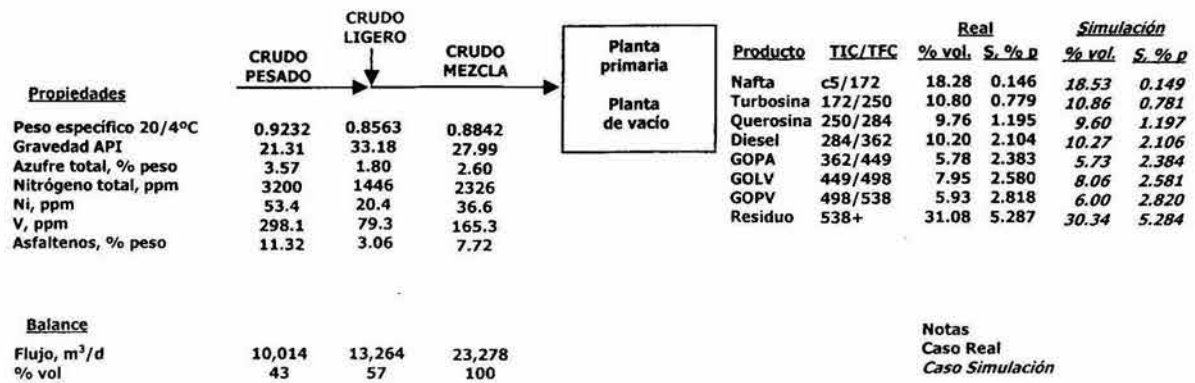 CRUDO
LIGERO
CRUDO
PESADO
CRUDO
MEZCLA
Planta
primaria
Planta
de vacío
Propiedades
Peso específico 20/4ºC 0.9232 0.8563 0.8842
Gravedad API 21.31 33.18 27.99
Azufre total, % peso 3.57 1.80 2.60
Nitrógeno total, ppm 3200 1446 2326
Ni, ppm 53.4 20.4 36.6
V, ppm 298.1 79.3 165.3
Asfaltenos, % peso 11.32 3.06 7.72
Real Simulación
Producto TIC/TFC % vol. S, % p % vol. S, % p
Nafta c5/172 18.28 0.146 18.53 0.149
Turbosina 172/250 10.80 0.779 10.86 0.781
Querosina 250/284 9.76 1.195 9.60 1.197
Diesel 284/362 10.20 2.104 10.27 2.106
GOPA 362/449 5.78 2.383 5.73 2.384
GOLV 449/498 7.95 2.580 8.06 2.581
GOPV 498/538 5.93 2.818 6.00 2.820
Residuo 538+ 31.08 5.287 30.34 5.284
Balance
Flujo, m³/d 10,014 13,264 23,278
% vol 43 57 100
Notas
Caso Real
Caso Simulación